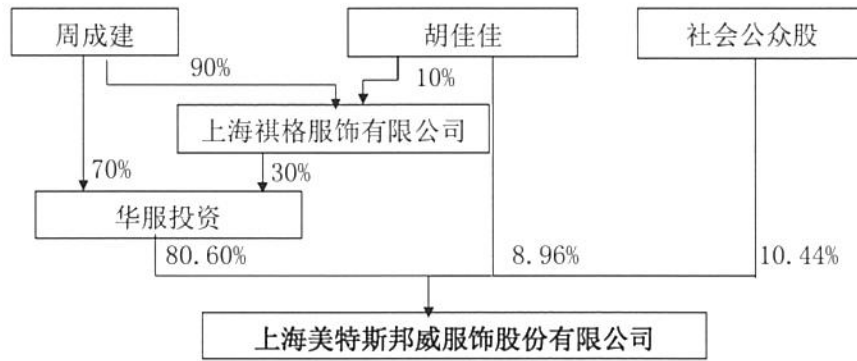 周成建
胡佳佳
社会公众股
90%
10%
上海祺格服饰有限公司
70%
30%
华服投资
80.60%
8.96%
10.44%
上海美特斯邦威服饰股份有限公司